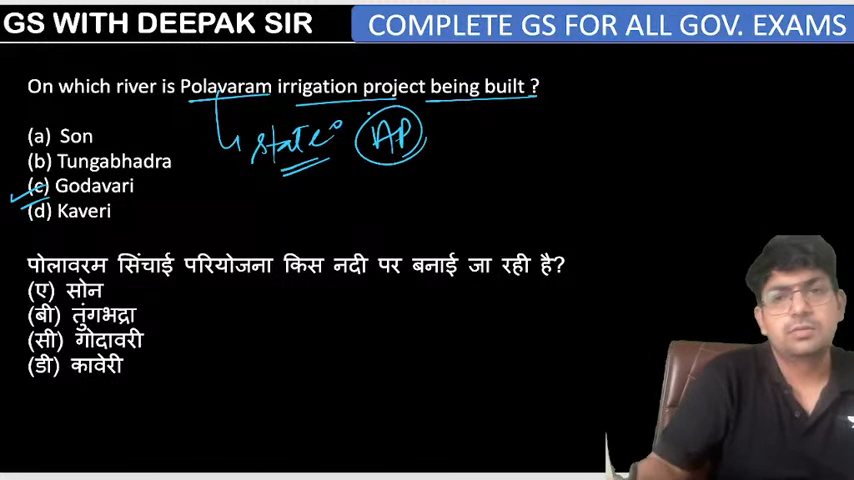 GS WITH DEEPAK SIR
COMPLETE GS FOR ALL GOV. EXAMS
On which river is Polavaram irrigation project being built ?
State: AP
(a) Son
(b) Tungabhadra
(c) Godavari
(d) Kaveri
पोलावरम सिंचाई परियोजना किस नदी पर बनाई जा रही है?
(ए) सोन
(बी) तुंगभद्रा
(सी) गोदावरी
(डी) कावेरी